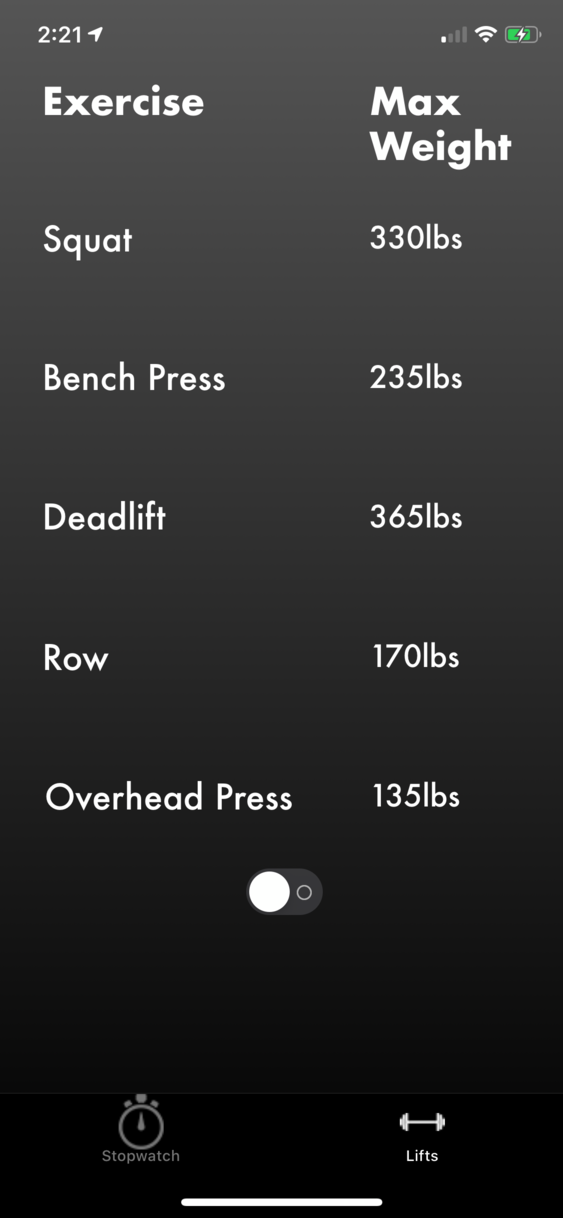 2:21
Exercise Max
Weight
Squat 330lbs
Bench Press 235lbs
Deadlift 365lbs
Row 170lbs
Overhead Press 135lbs
Stopwatch Lifts